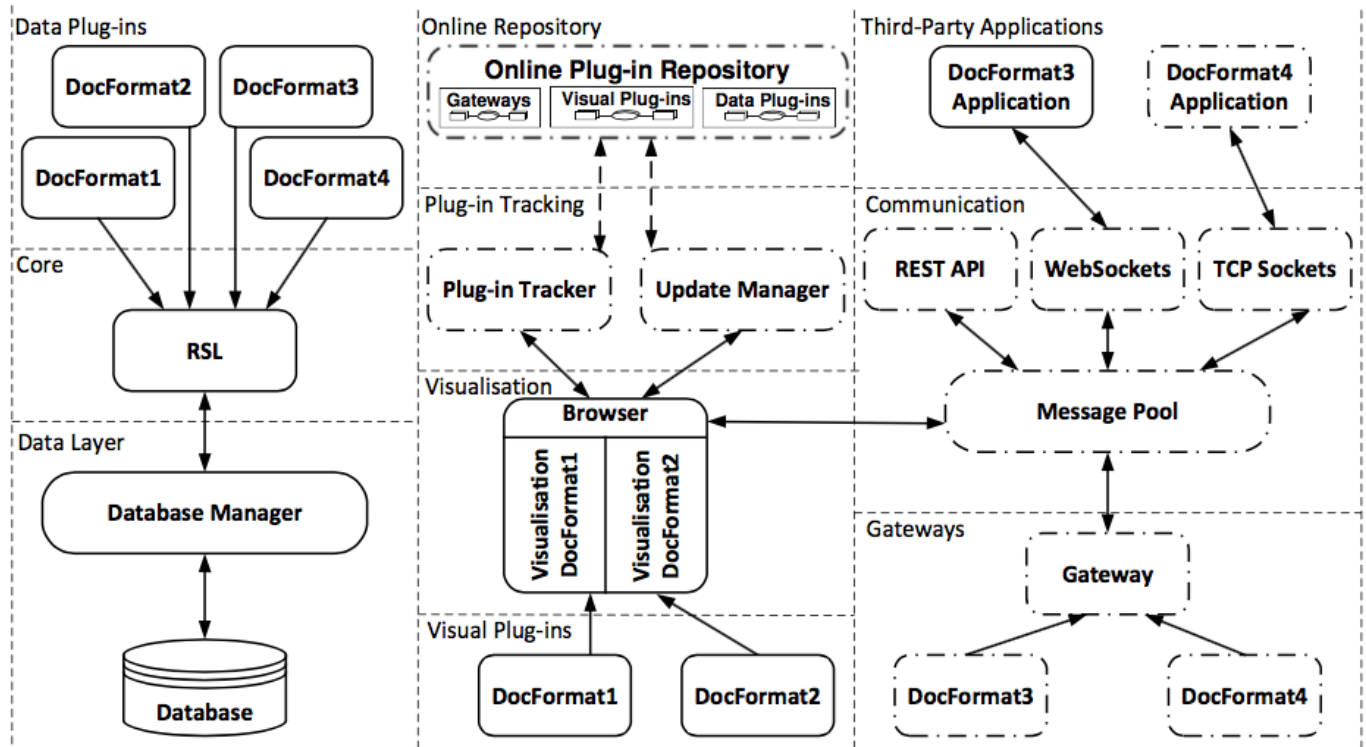 Data Plug-ins
DocFormat2
DocFormat3
DocFormat1
DocFormat4
Core
RSL
Data Layer
Database Manager
Database
Online Repository
Online Plug-in Repository
Gateways
Visual Plug-ins
Data Plug-ins
Plug-in Tracking
Plug-in Tracker
Update Manager
Visualisation
Browser
Visualisation
DocFormat1
Visualisation
DocFormat2
Visual Plug-ins
DocFormat1
DocFormat2
Third-Party Applications
DocFormat3
Application
DocFormat4
Application
Communication
REST API
WebSockets
TCP Sockets
Message Pool
Gateways
Gateway
DocFormat3
DocFormat4